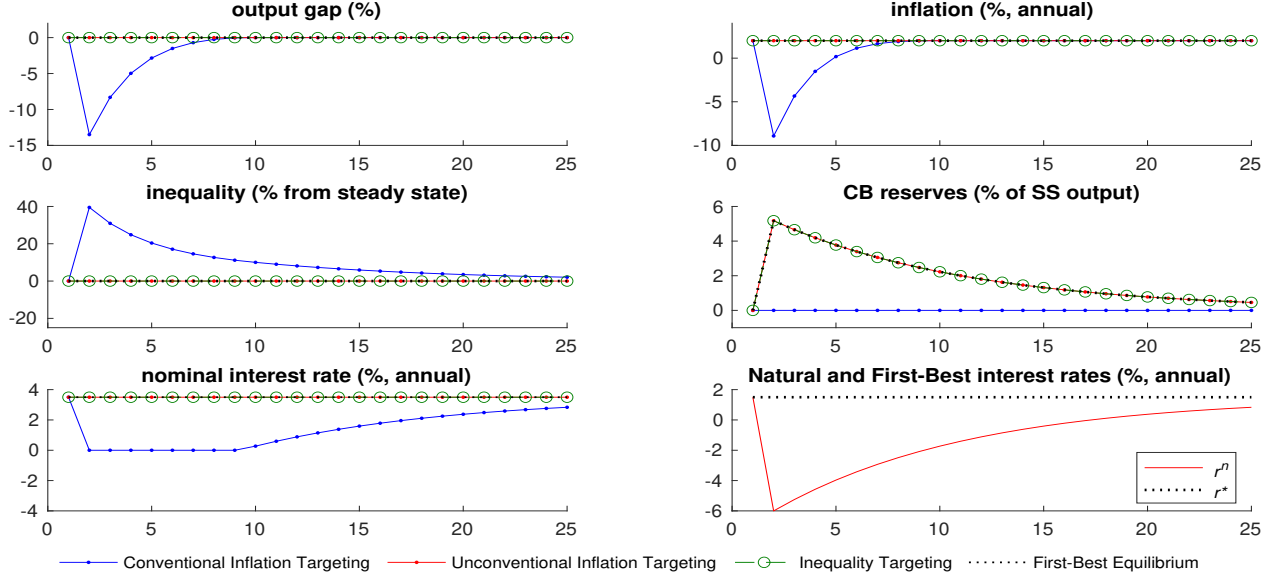 output gap (%)
inflation (%, annual)
0
-5
-10
-15
0 5 10 15 20 25
0
-5
-10
0 5 10 15 20 25
inequality (% from steady state)
CB reserves (% of SS output)
40
20
0
-20
0 5 10 15 20 25
6
4
2
0
0 5 10 15 20 25
nominal interest rate (%, annual)
Natural and First-Best interest rates (%, annual)
4
2
0
-2
-4
0 5 10 15 20 25
2
0
-2
-4
-6
0 5 10 15 20 25
r^n
r^*
Conventional Inflation Targeting Unconventional Inflation Targeting Inequality Targeting First-Best Equilibrium